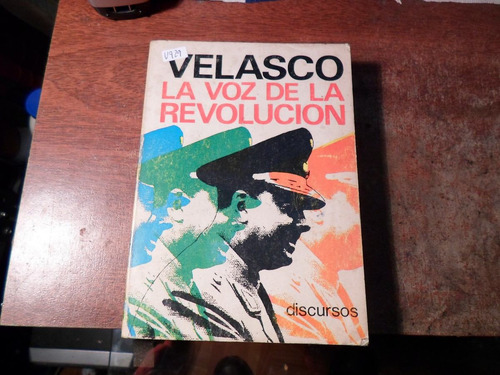 VELASCO
LA VOZ DE LA
REVOLUCION
discursos